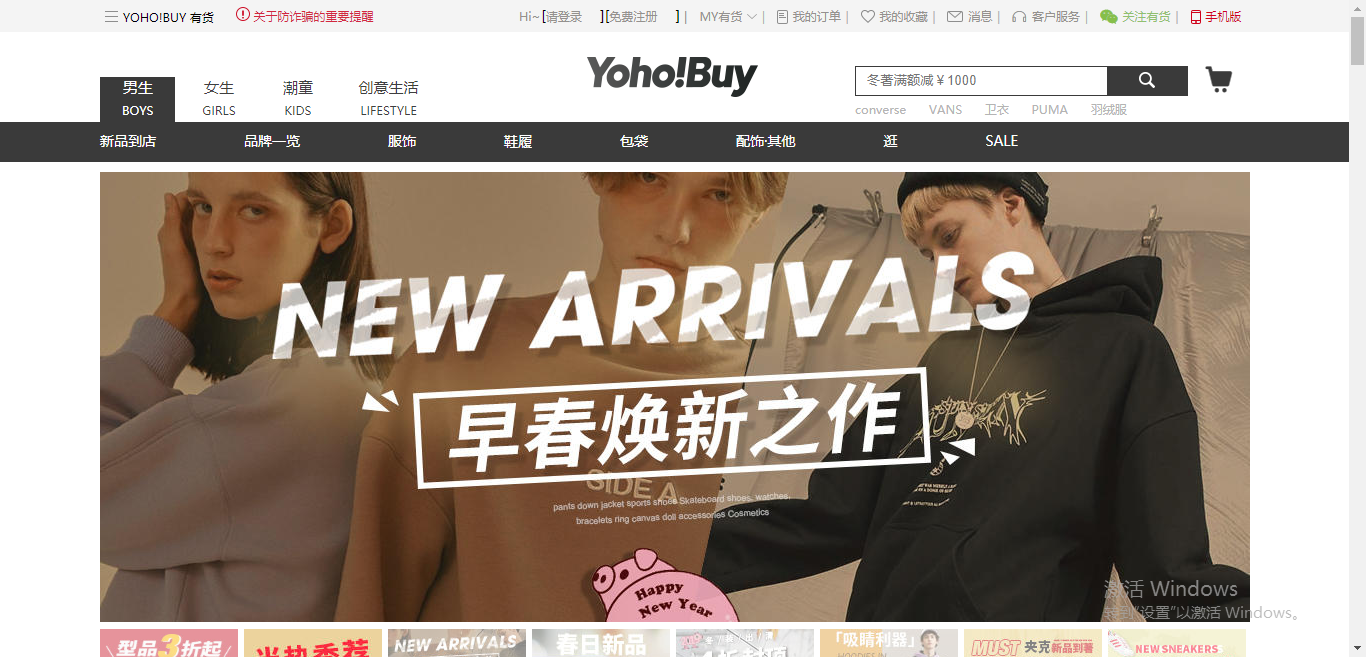 YOHO!BUY 有货 关于防诈骗的重要提醒 Hi~ [请登录 ][免费注册 ] | MY有货 | 我的订单 | 我的收藏 | 消息 | 客户服务 | 关注有货 | 手机版
男生 女生 潮童 创意生活
BOYS GIRLS KIDS LIFESTYLE
Yoho!Buy
冬著满额减￥1000
converse VANS 卫衣 PUMA 羽绒服
新品到店 品牌一览 服饰 鞋履 包袋 配饰·其他 逛 SALE
NEW ARRIVALS
早春焕新之作
SIDE A
pants down jacket sports shoes Skateboard shoes, watches,
bracelets ring canvas doll accessories Cosmetics
Happy
New Year
激活 Windows
转到"设置"以激活 Windows。
型品3折起 当热推荐 NEW ARRIVALS 春日新品 「吸睛利器」 MUST 夹克新品到著 NEW SNEAKERS
HOODIES IN